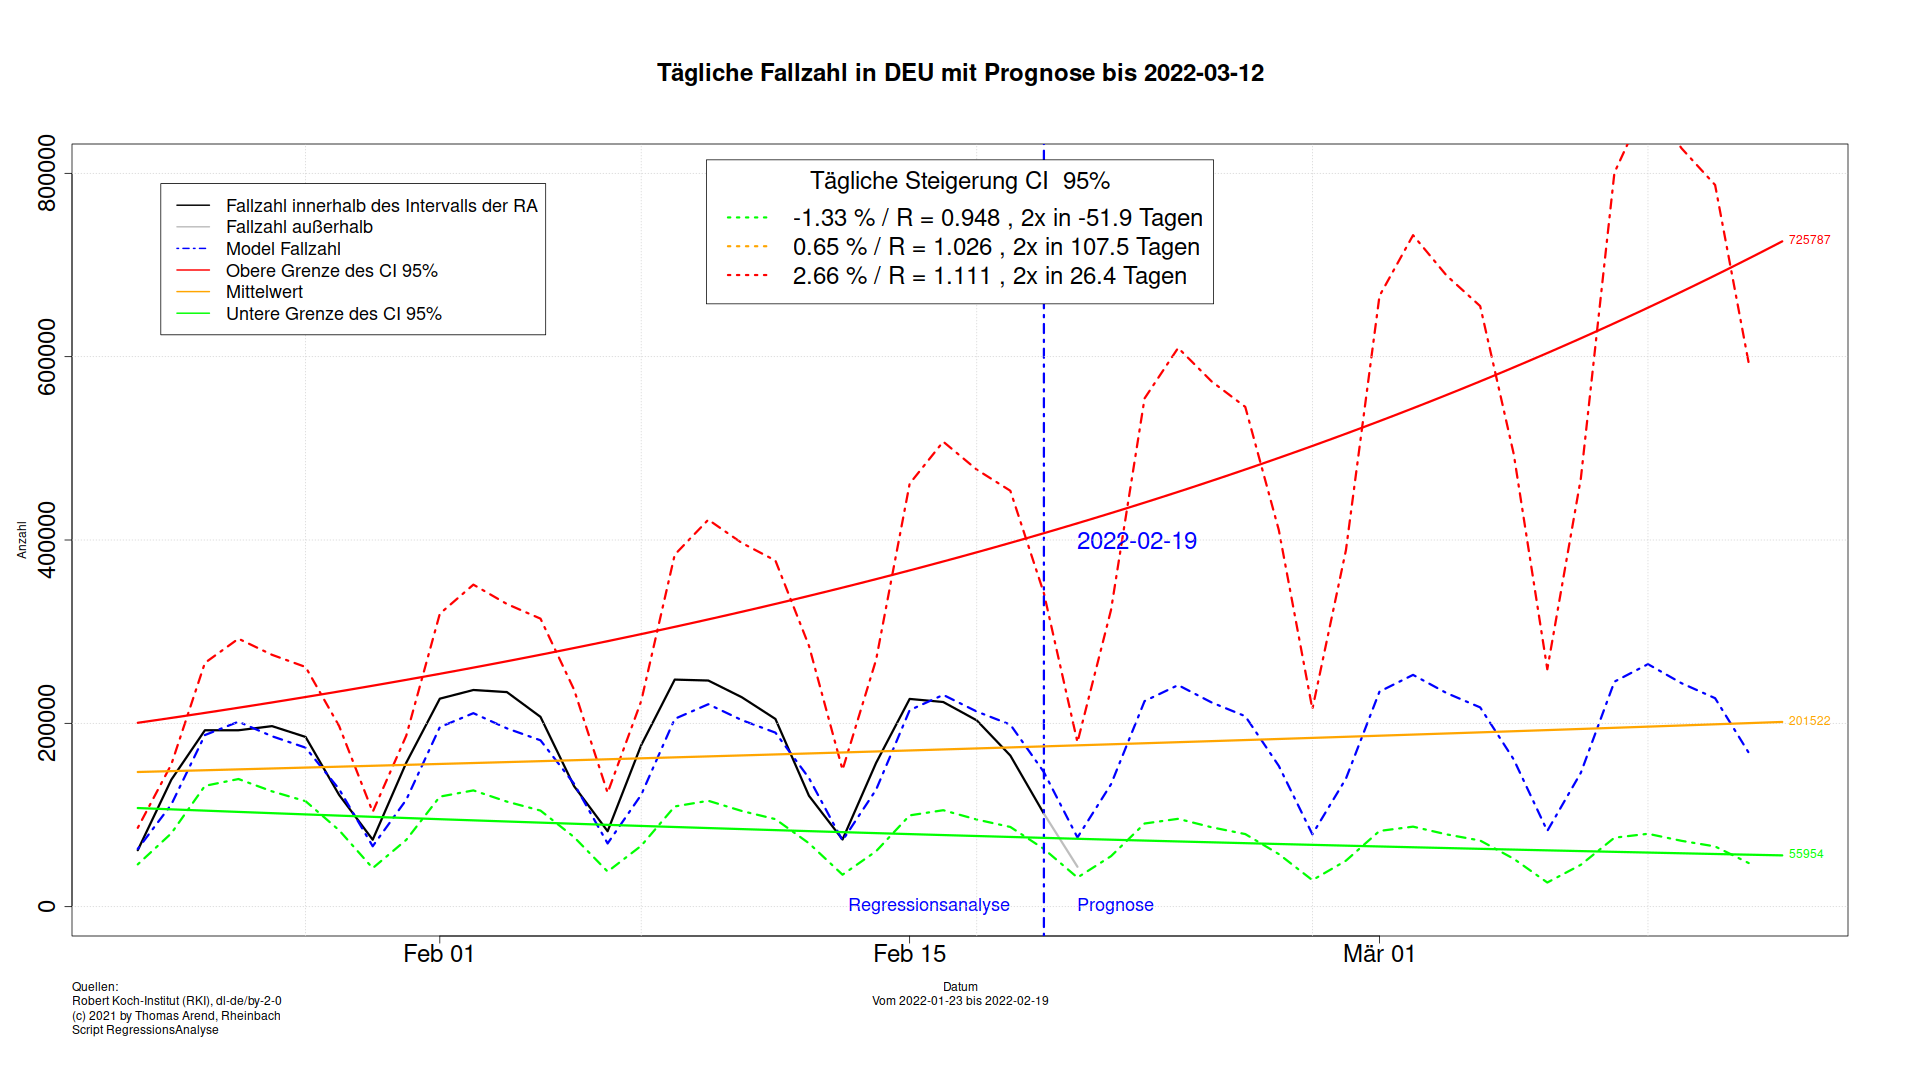 Tägliche Fallzahl in DEU mit Prognose bis 2022-03-12
Tägliche Steigerung CI  95%
-1.33 % / R = 0.948 , 2x in -51.9 Tagen
0.65 % / R = 1.026 , 2x in 107.5 Tagen
2.66 % / R = 1.111 , 2x in 26.4 Tagen
Fallzahl innerhalb des Intervalls der RA
Fallzahl außerhalb
Model Fallzahl
Obere Grenze des CI 95%
Mittelwert
Untere Grenze des CI 95%
800000
600000
400000
200000
0
Anzahl
725787
2022-02-19
201522
55954
Regressionsanalyse
Prognose
Feb 01
Feb 15
Mär 01
Datum
Vom 2022-01-23 bis 2022-02-19
Quellen:
Robert Koch-Institut (RKI), dl-de/by-2-0
(c) 2021 by Thomas Arend, Rheinbach
Script RegressionsAnalyse